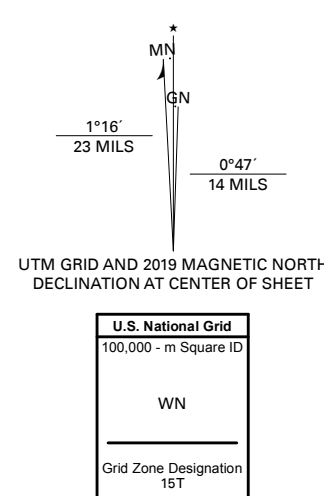 ★
MN
GN
1°16´
23 MILS
0°47´
14 MILS
UTM GRID AND 2019 MAGNETIC NORTH
DECLINATION AT CENTER OF SHEET
U.S. National Grid
100,000 - m Square ID
WN
Grid Zone Designation
15T